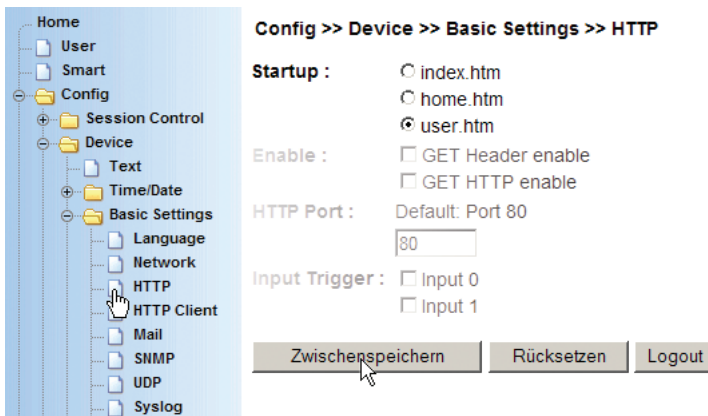 Home
User
Smart
Config
Session Control
Device
Text
Time/Date
Basic Settings
Language
Network
HTTP
HTTP Client
Mail
SNMP
UDP
Syslog
Config >> Device >> Basic Settings >> HTTP
Startup :
index.htm
home.htm
user.htm
Enable :
GET Header enable
GET HTTP enable
HTTP Port :
Default: Port 80
80
Input Trigger :
Input 0
Input 1
Zwischenspeichern
Rücksetzen
Logout